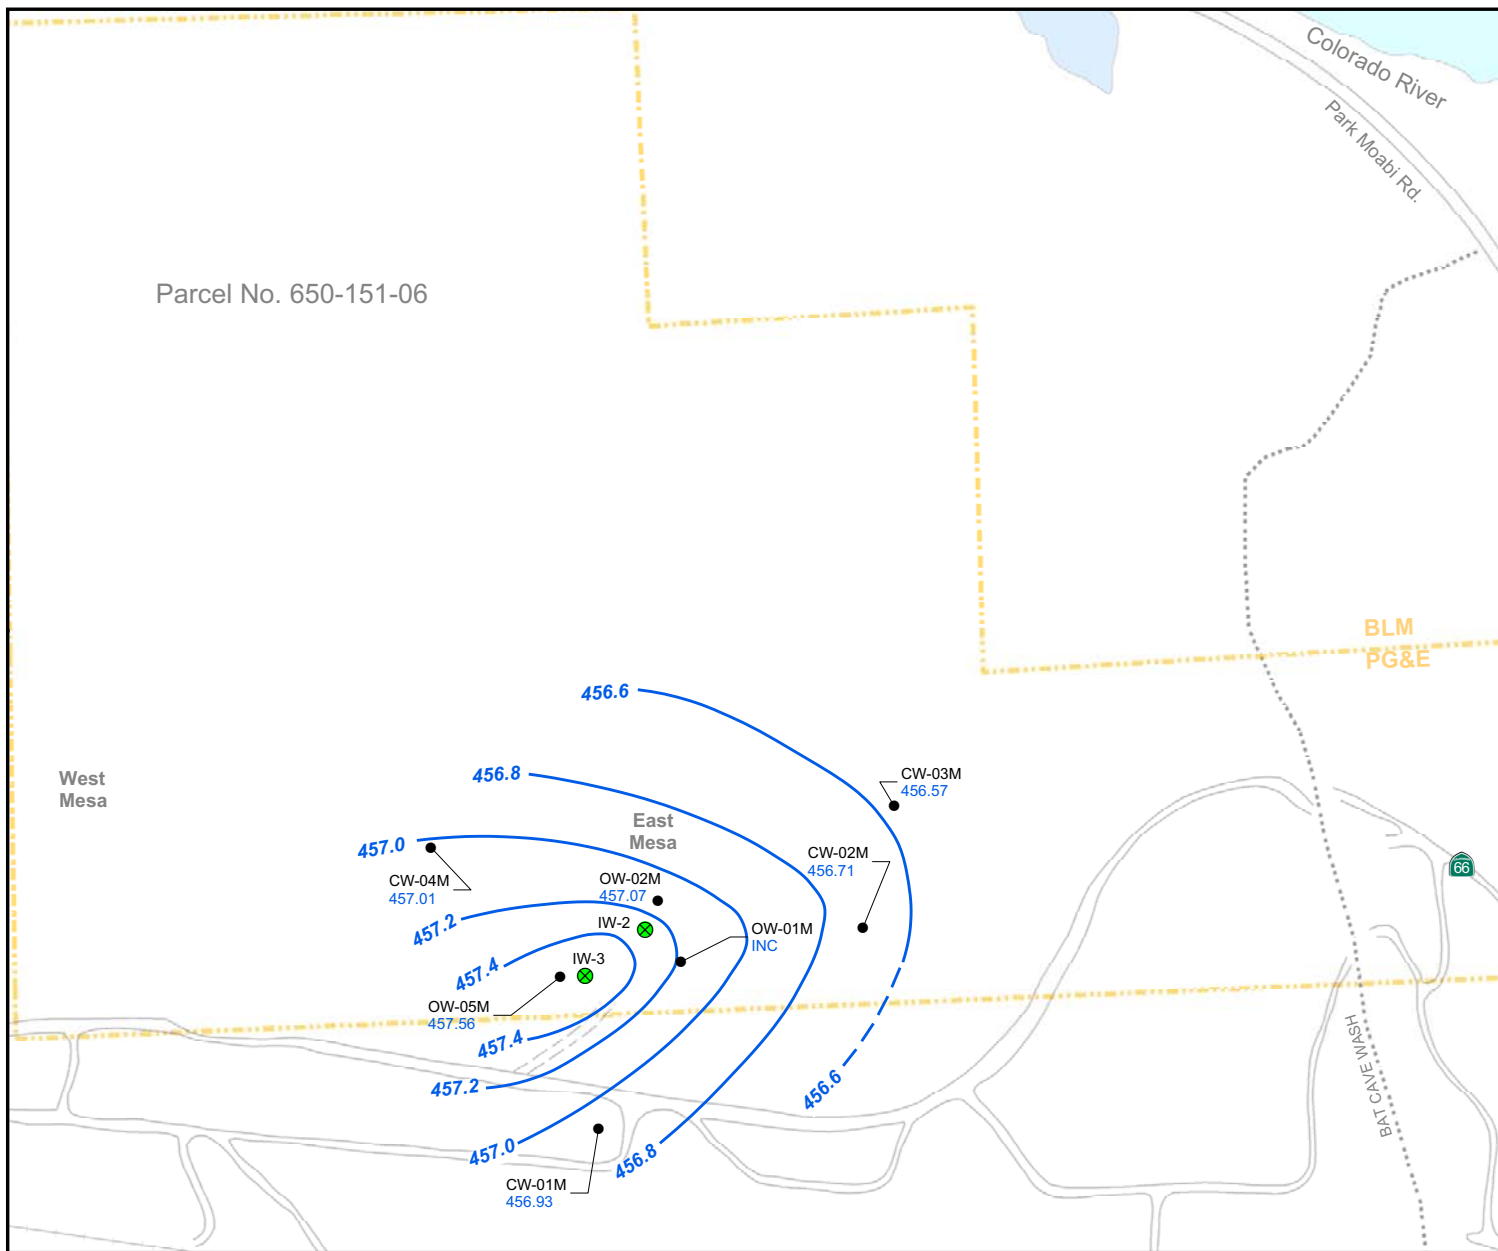 Colorado River
Park Moabi Rd.
Parcel No. 650-151-06
BLM
PG&E
456.6
West
Mesa
456.8
CW-03M
456.57
East
Mesa
457.0
CW-02M
456.71
66
CW-04M
457.01
OW-02M
457.07
457.2
IW-2
OW-01M
INC
457.4
IW-3
OW-05M
457.56
457.4
457.2
456.6
BAT CAVE WASH
457.0
456.8
CW-01M
456.93